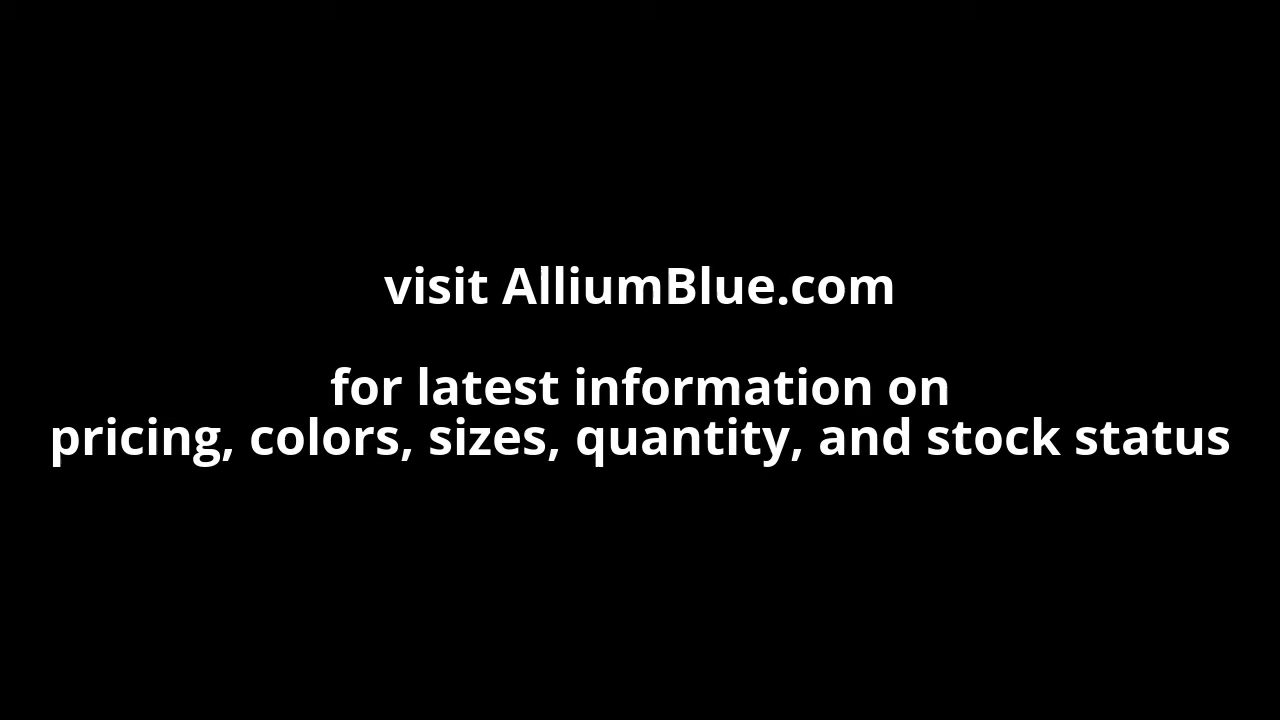 visit AlliumBlue.com
for latest information on
pricing, colors, sizes, quantity, and stock status